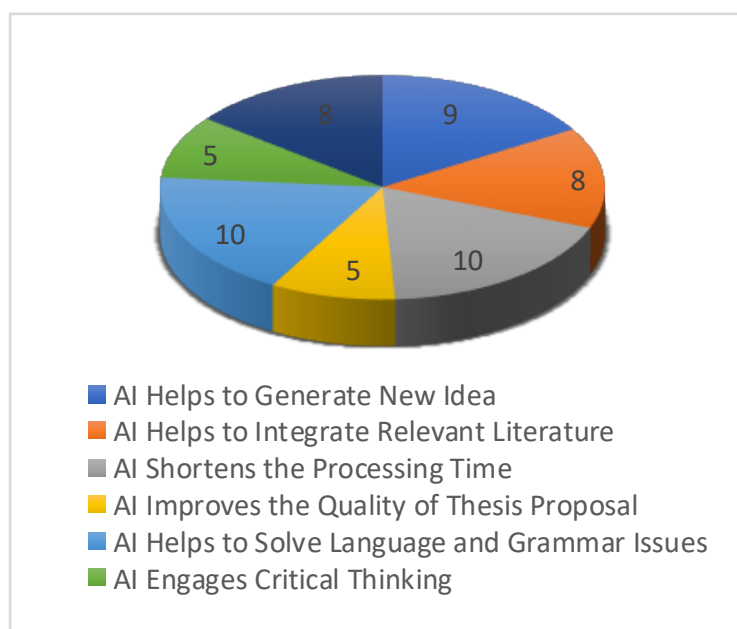 8
9
5
8
10
5
10
AI Helps to Generate New Idea
AI Helps to Integrate Relevant Literature
AI Shortens the Processing Time
AI Improves the Quality of Thesis Proposal
AI Helps to Solve Language and Grammar Issues
AI Engages Critical Thinking